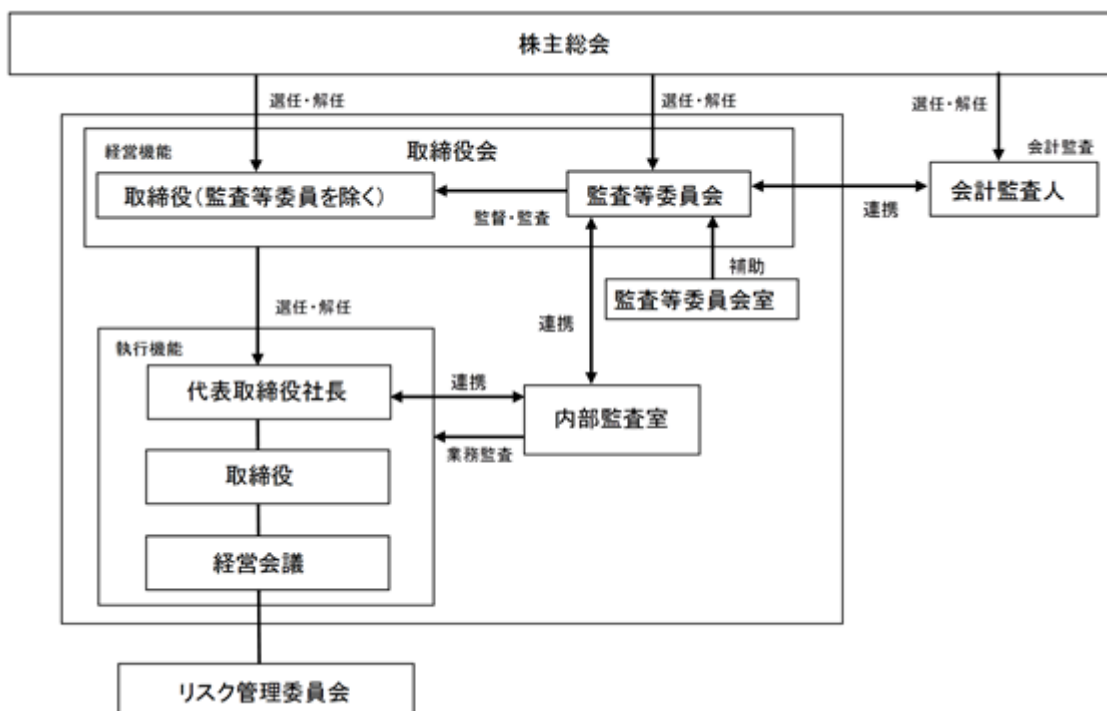 株主総会
選任・解任
選任・解任
選任・解任
経営機能
取締役会
会計監査
取締役(監査等委員を除く)
監査等委員会
会計監査人
監督・監査
連携
補助
監査等委員会室
選任・解任
連携
執行機能
代表取締役社長
連携
内部監査室
業務監査
取締役
経営会議
リスク管理委員会